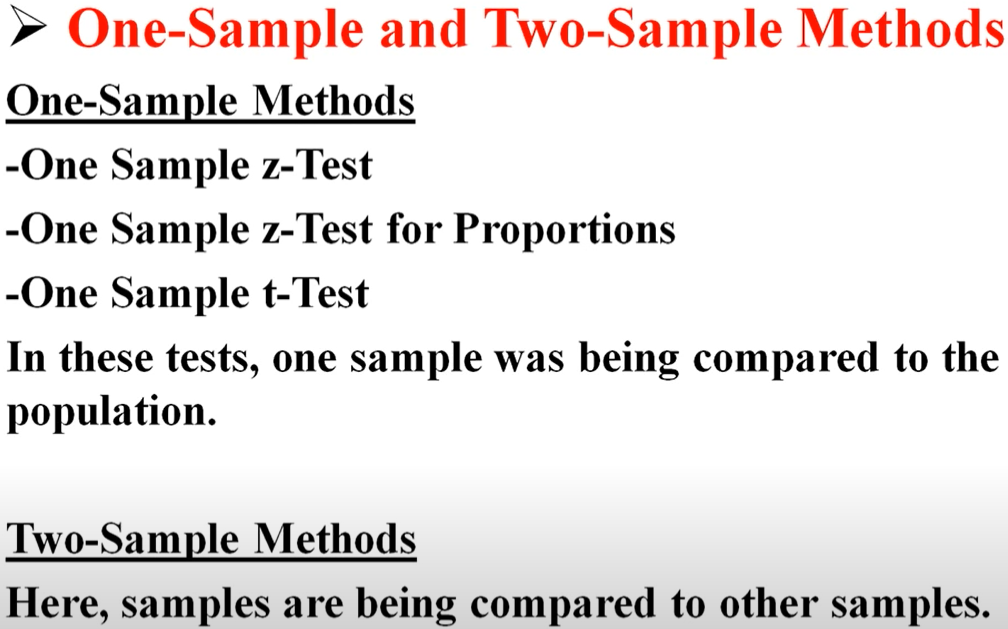 ➢ One-Sample and Two-Sample Methods
One-Sample Methods
-One Sample z-Test
-One Sample z-Test for Proportions
-One Sample t-Test
In these tests, one sample was being compared to the
population.
Two-Sample Methods
Here, samples are being compared to other samples.